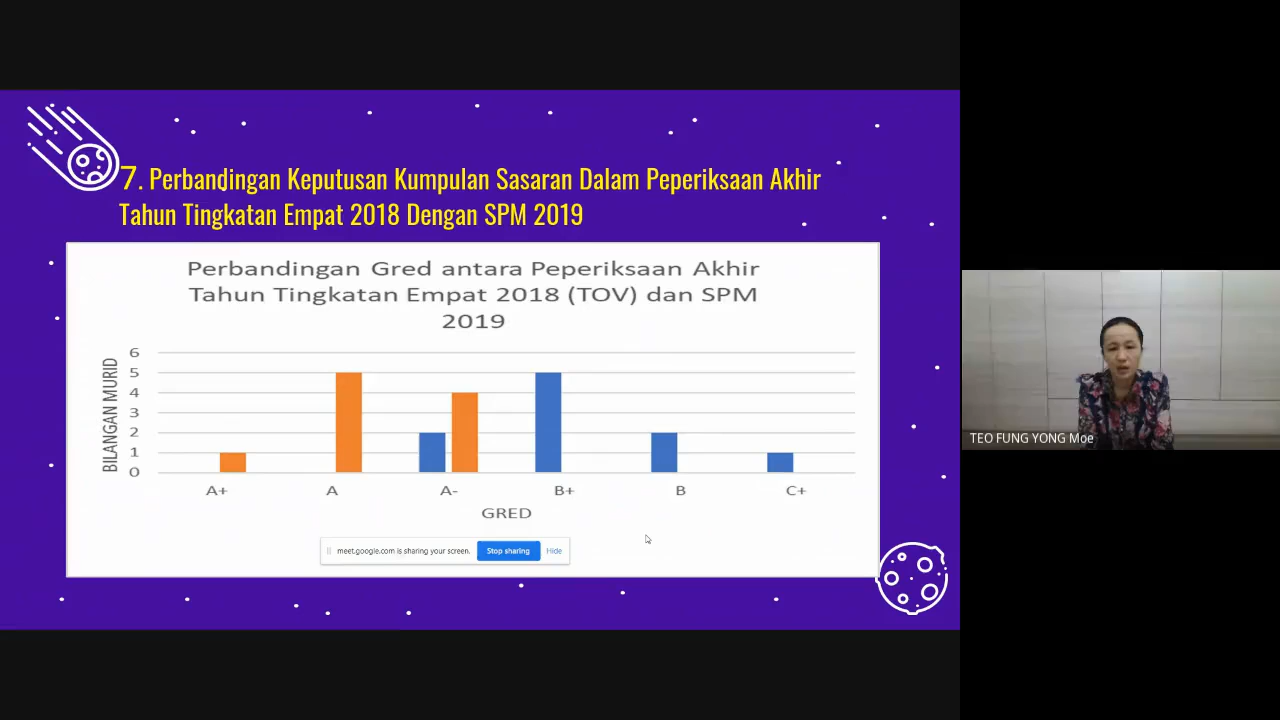 7. Perbandingan Keputusan Kumpulan Sasaran Dalam Peperiksaan Akhir
Tahun Tingkatan Empat 2018 Dengan SPM 2019
Perbandingan Gred antara Peperiksaan Akhir
Tahun Tingkatan Empat 2018 (TOV) dan SPM
2019
BILANGAN MURID
6
5
4
3
2
1
0
A+ A A- B+ B C+
GRED
meet.google.com is sharing your screen. Stop sharing Hide
TEO FUNG YONG Moe